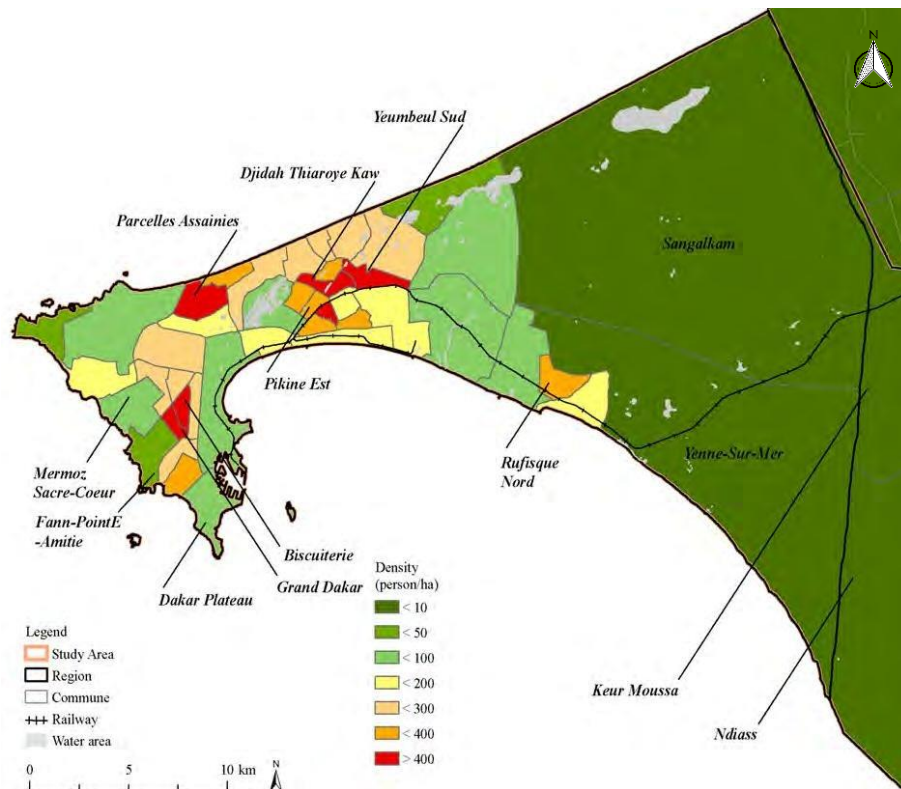 N
Yeumbeul Sud
Djidah Thiaroye Kaw
Parcelles Assainies
Sangalkam
Pikine Est
Rufisque
Nord
Yenne-Sur-Mer
Mermoz
Sacre-Coeur
Fann-PointE
-Amitie
Biscuiterie
Grand Dakar
Dakar Plateau
Keur Moussa
Ndiass
Density
(person/ha)
< 10
< 50
< 100
< 200
< 300
< 400
> 400
Legend
Study Area
Region
Commune
Railway
Water area
0 5 10 km
N